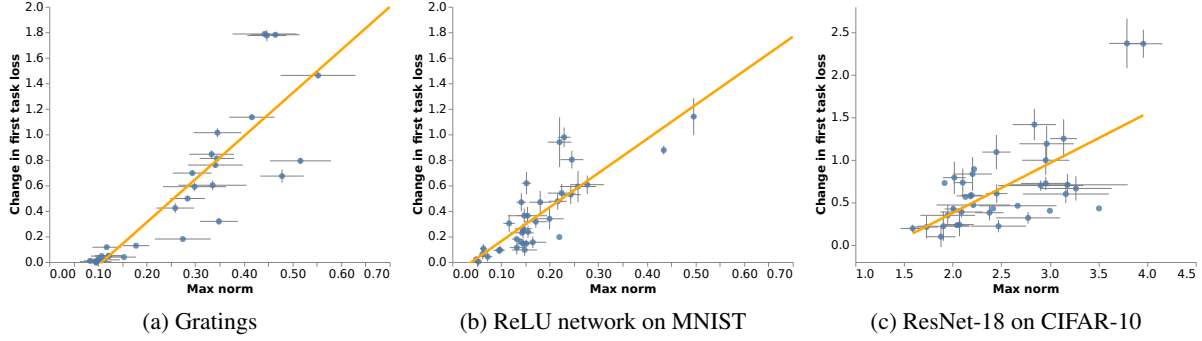 2.0
1.8
1.6
1.4
1.2
1.0
0.8
0.6
0.4
0.2
0.0
Change in first task loss
0.00 0.10 0.20 0.30 0.40 0.50 0.60 0.70
Max norm
(a) Gratings
2.0
1.8
1.6
1.4
1.2
1.0
0.8
0.6
0.4
0.2
0.0
Change in first task loss
0.00 0.10 0.20 0.30 0.40 0.50 0.60 0.70
Max norm
(b) ReLU network on MNIST
2.5
2.0
1.5
1.0
0.5
0.0
Change in first task loss
1.0 1.5 2.0 2.5 3.0 3.5 4.0 4.5
Max norm
(c) ResNet-18 on CIFAR-10